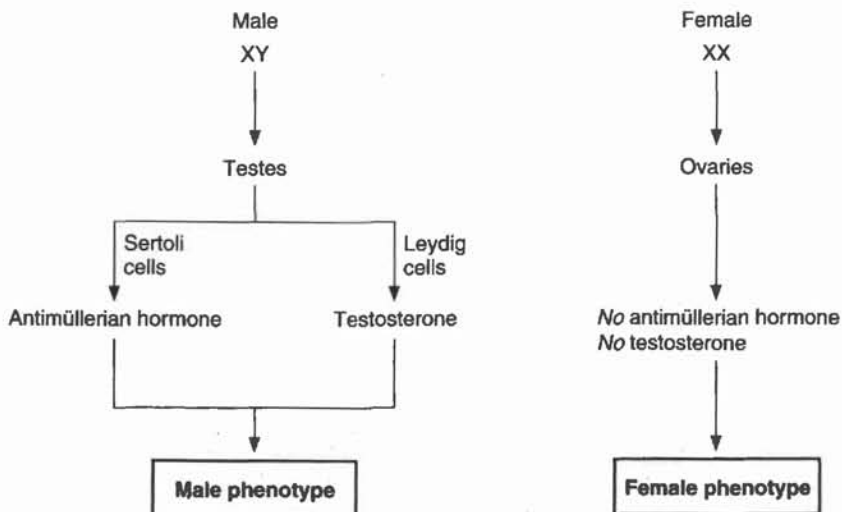 Male
XY
Testes
Sertoli
cells
Leydig
cells
Antimüllerian hormone
Testosterone
Male phenotype
Female
XX
Ovaries
No antimüllerian hormone
No testosterone
Female phenotype